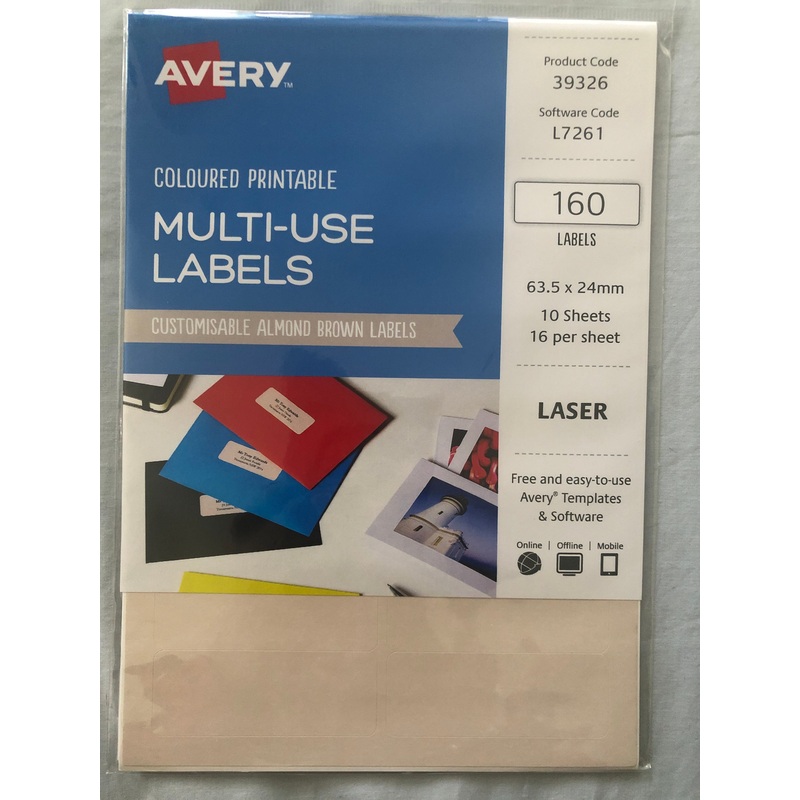 AVERY™
COLOURED PRINTABLE
MULTI-USE
LABELS
CUSTOMISABLE ALMOND BROWN LABELS
Product Code
39326
Software Code
L7261
160
LABELS
63.5 x 24mm
10 Sheets
16 per sheet
LASER
Free and easy-to-use
Avery® Templates
& Software
Online | Offline | Mobile